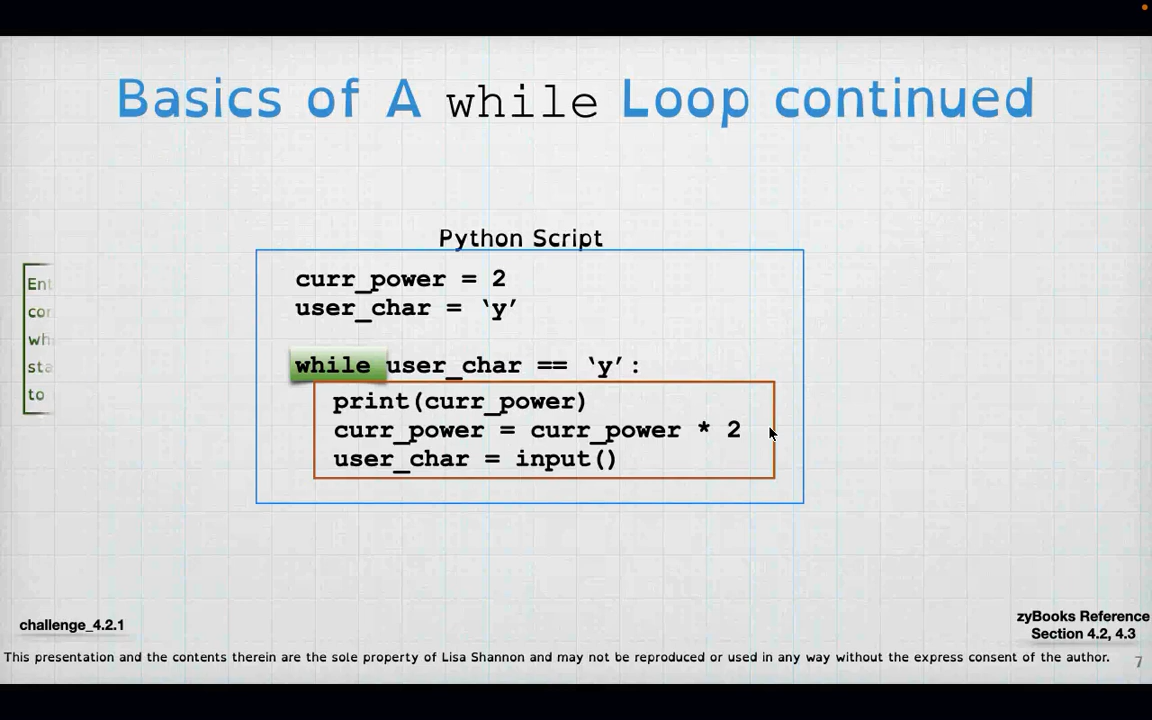 Basics of A while Loop continued
Python Script
curr_power = 2
user_char = ‘y’
while user_char == ‘y’:
print(curr_power)
curr_power = curr_power * 2
user_char = input()
to
challenge_4.2.1
zyBooks Reference
Section 4.2, 4.3
This presentation and the contents therein are the sole property of Lisa Shannon and may not be reproduced or used in any way without the express consent of the author.
7